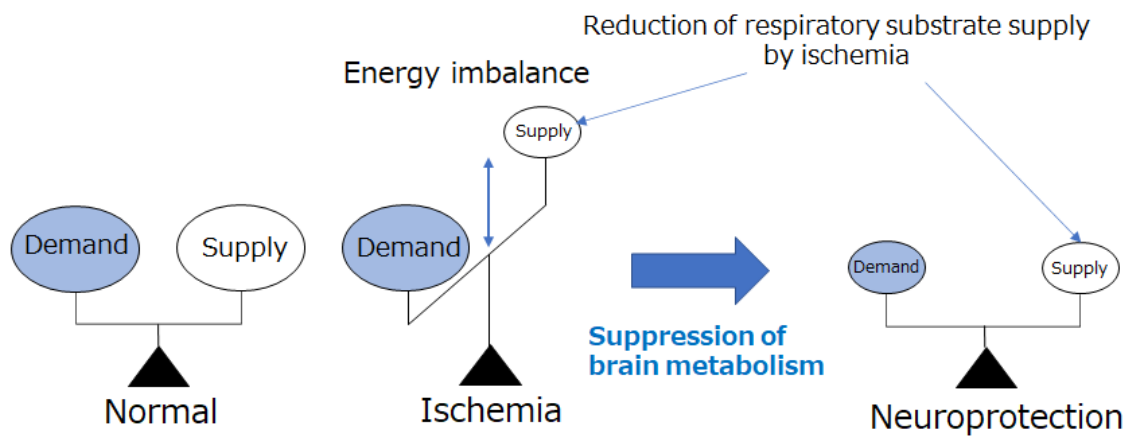 Reduction of respiratory substrate supply
by ischemia
Energy imbalance
Supply
Demand
Supply
Demand
Demand
Supply
Suppression of
brain metabolism
Normal
Ischemia
Neuroprotection